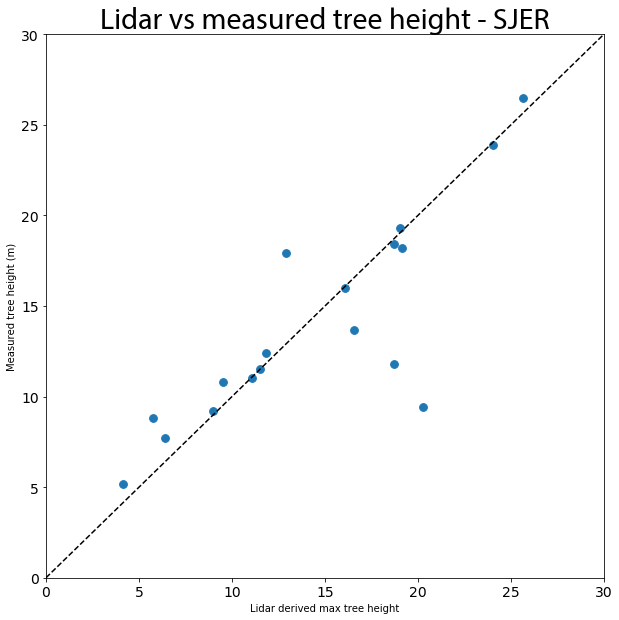 Lidar vs measured tree height - SJER
30
25
20
15
10
5
0
Measured tree height (m)
0 5 10 15 20 25 30
Lidar derived max tree height